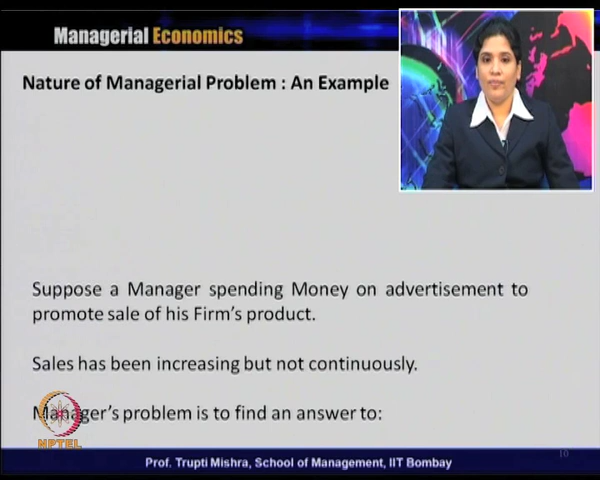 Managerial Economics
Nature of Managerial Problem : An Example
Suppose a Manager spending Money on advertisement to
promote sale of his Firm's product.
Sales has been increasing but not continuously.
Manager's problem is to find an answer to:
NPTEL
Prof. Trupti Mishra, School of Management, IIT Bombay
10